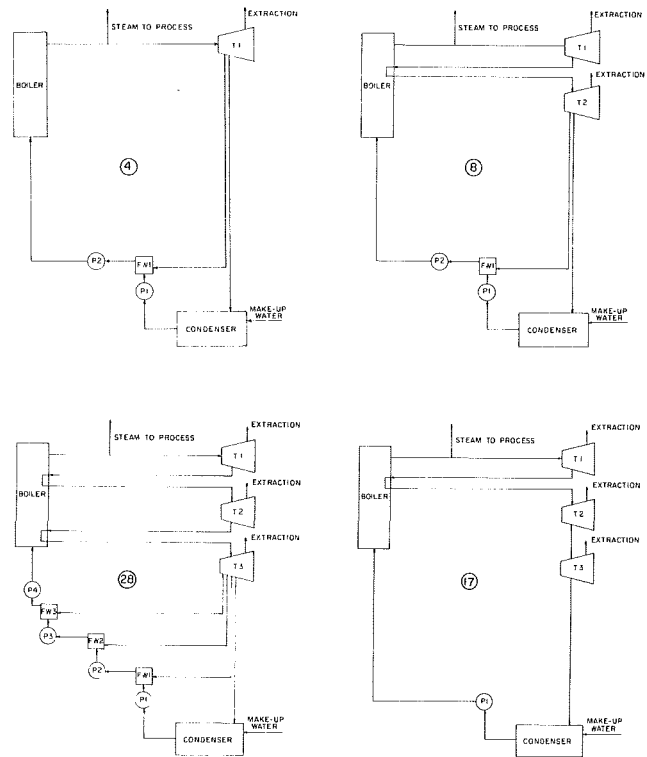 EXTRACTION
STEAM TO PROCESS
T1
BOILER
4
P2
FW1
P1
MAKE-UP
WATER
CONDENSER
EXTRACTION
STEAM TO PROCESS
T1
EXTRACTION
BOILER
T2
8
P2
FW1
P1
MAKE-UP
WATER
CONDENSER
EXTRACTION
STEAM TO PROCESS
T1
EXTRACTION
BOILER
T2
EXTRACTION
T3
28
P4
FW3
P3
FW2
P2
FW1
P1
MAKE-UP
WATER
CONDENSER
EXTRACTION
STEAM TO PROCESS
T1
EXTRACTION
BOILER
T2
EXTRACTION
T3
17
P1
MAKE-UP
WATER
CONDENSER